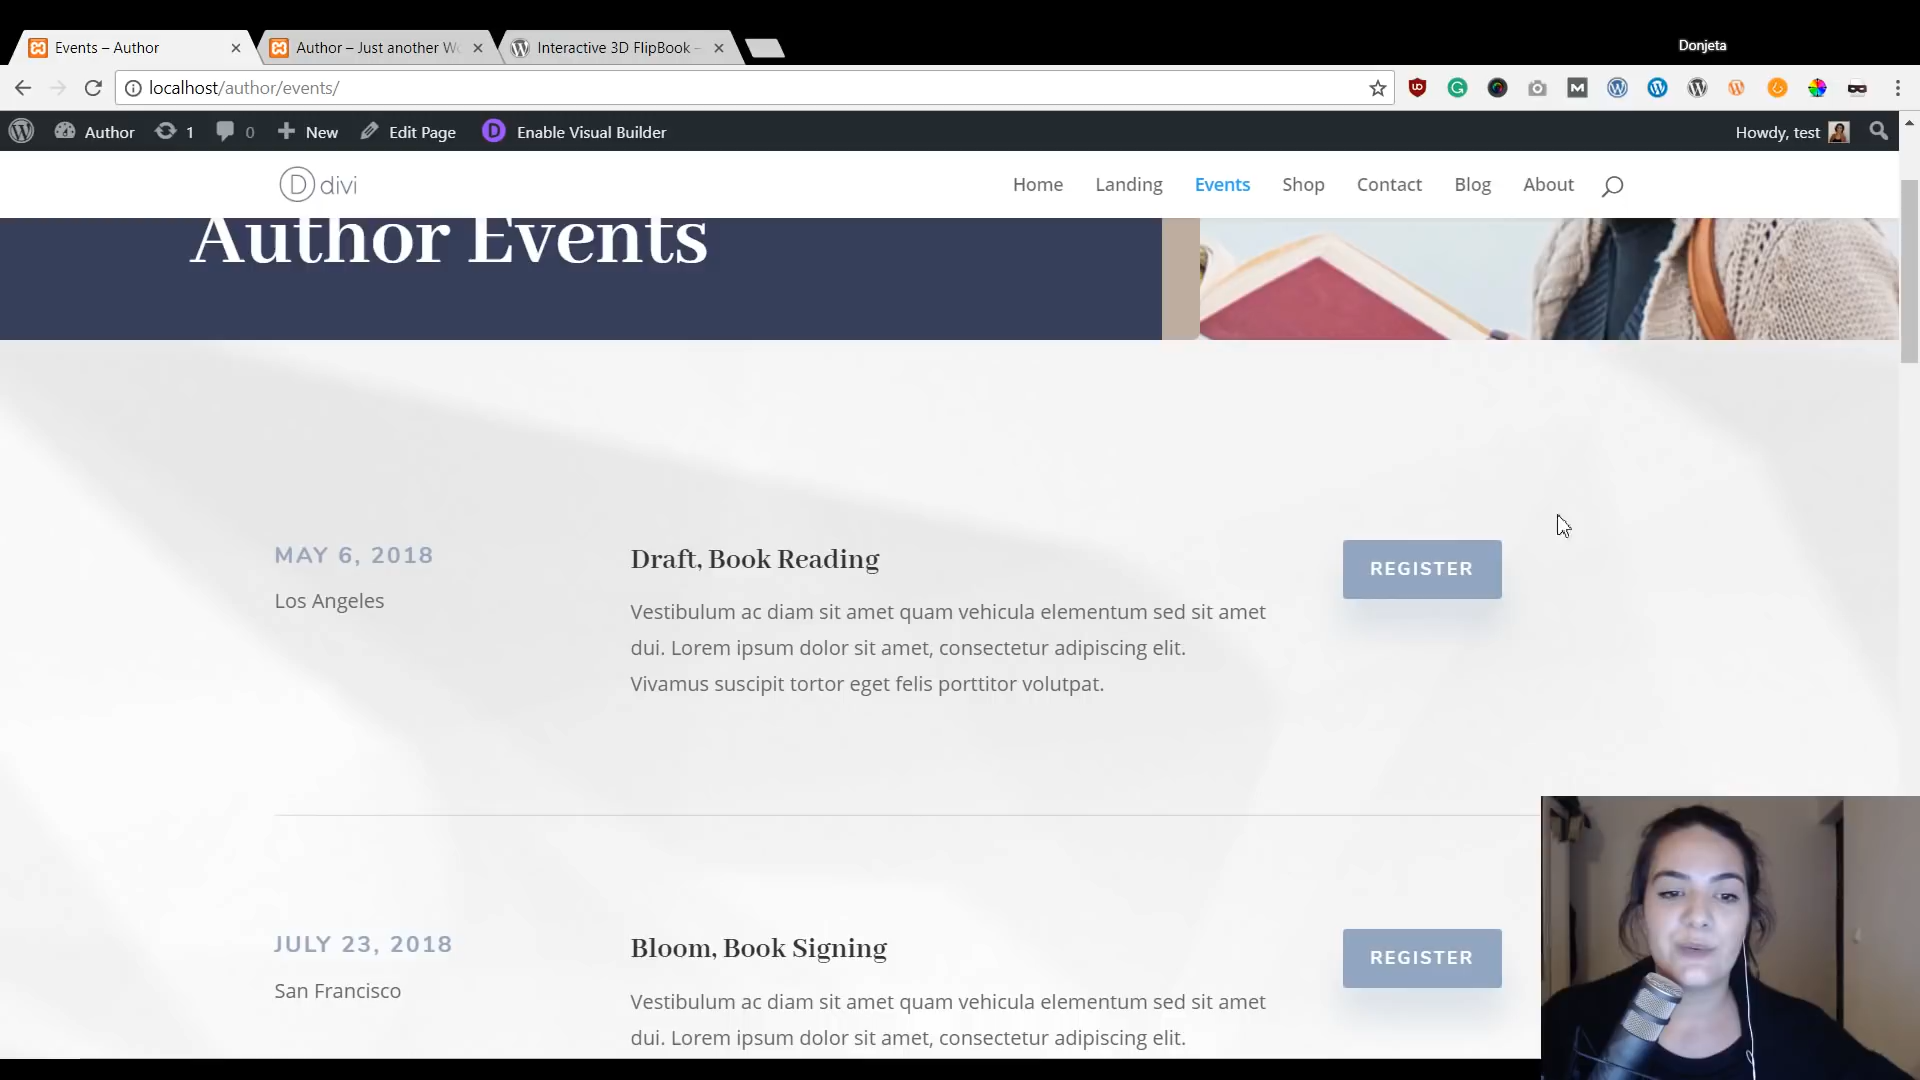 Donjeta
Events – Author
Author – Just another Wo
Interactive 3D FlipBook –
localhost/author/events/
Author 1 0 New Edit Page D Enable Visual Builder Howdy, test
D divi
Home Landing Events Shop Contact Blog About
Author Events
MAY 6, 2018
Los Angeles
Draft, Book Reading
Vestibulum ac diam sit amet quam vehicula elementum sed sit amet
dui. Lorem ipsum dolor sit amet, consectetur adipiscing elit.
Vivamus suscipit tortor eget felis porttitor volutpat.
REGISTER
JULY 23, 2018
San Francisco
Bloom, Book Signing
Vestibulum ac diam sit amet quam vehicula elementum sed sit amet
dui. Lorem ipsum dolor sit amet, consectetur adipiscing elit.
REGISTER